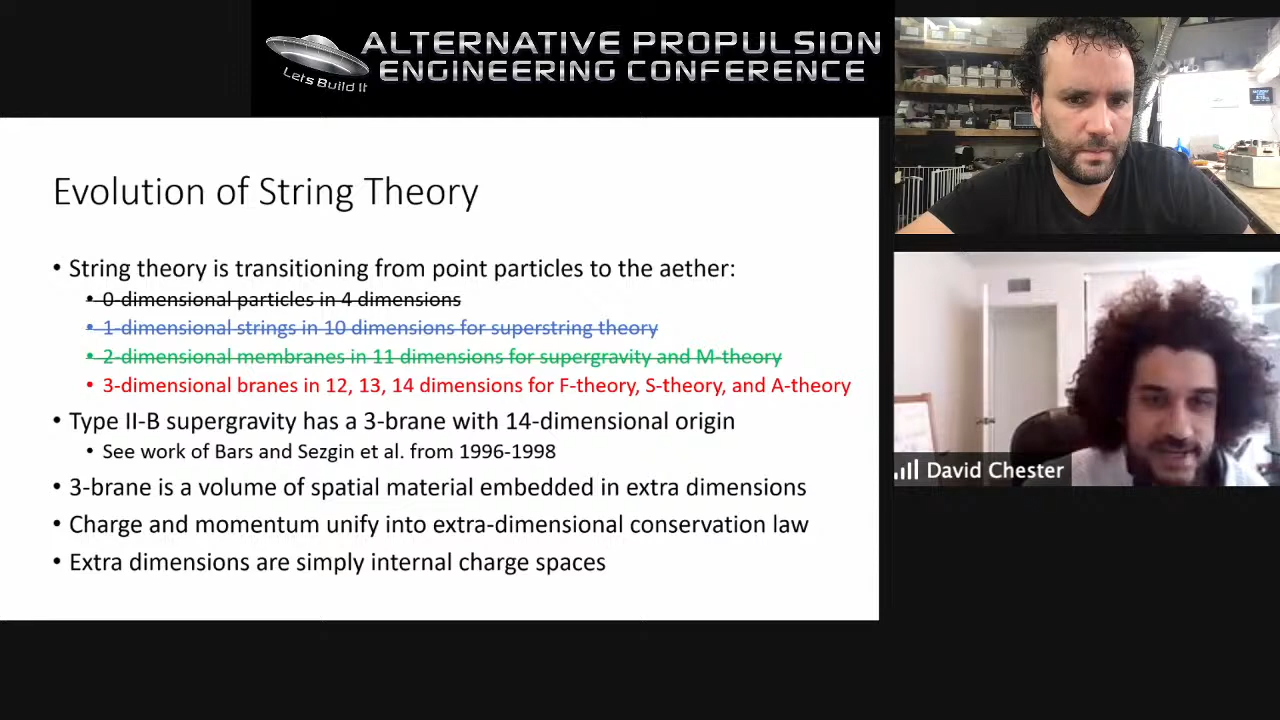 Let's Build It
ALTERNATIVE PROPULSION
ENGINEERING CONFERENCE
Evolution of String Theory
• String theory is transitioning from point particles to the aether:
• 0-dimensional particles in 4 dimensions
• 1-dimensional strings in 10 dimensions for superstring theory
• 2-dimensional membranes in 11 dimensions for supergravity and M-theory
• 3-dimensional branes in 12, 13, 14 dimensions for F-theory, S-theory, and A-theory
• Type II-B supergravity has a 3-brane with 14-dimensional origin
• See work of Bars and Sezgin et al. from 1996-1998
• 3-brane is a volume of spatial material embedded in extra dimensions
• Charge and momentum unify into extra-dimensional conservation law
• Extra dimensions are simply internal charge spaces
David Chester